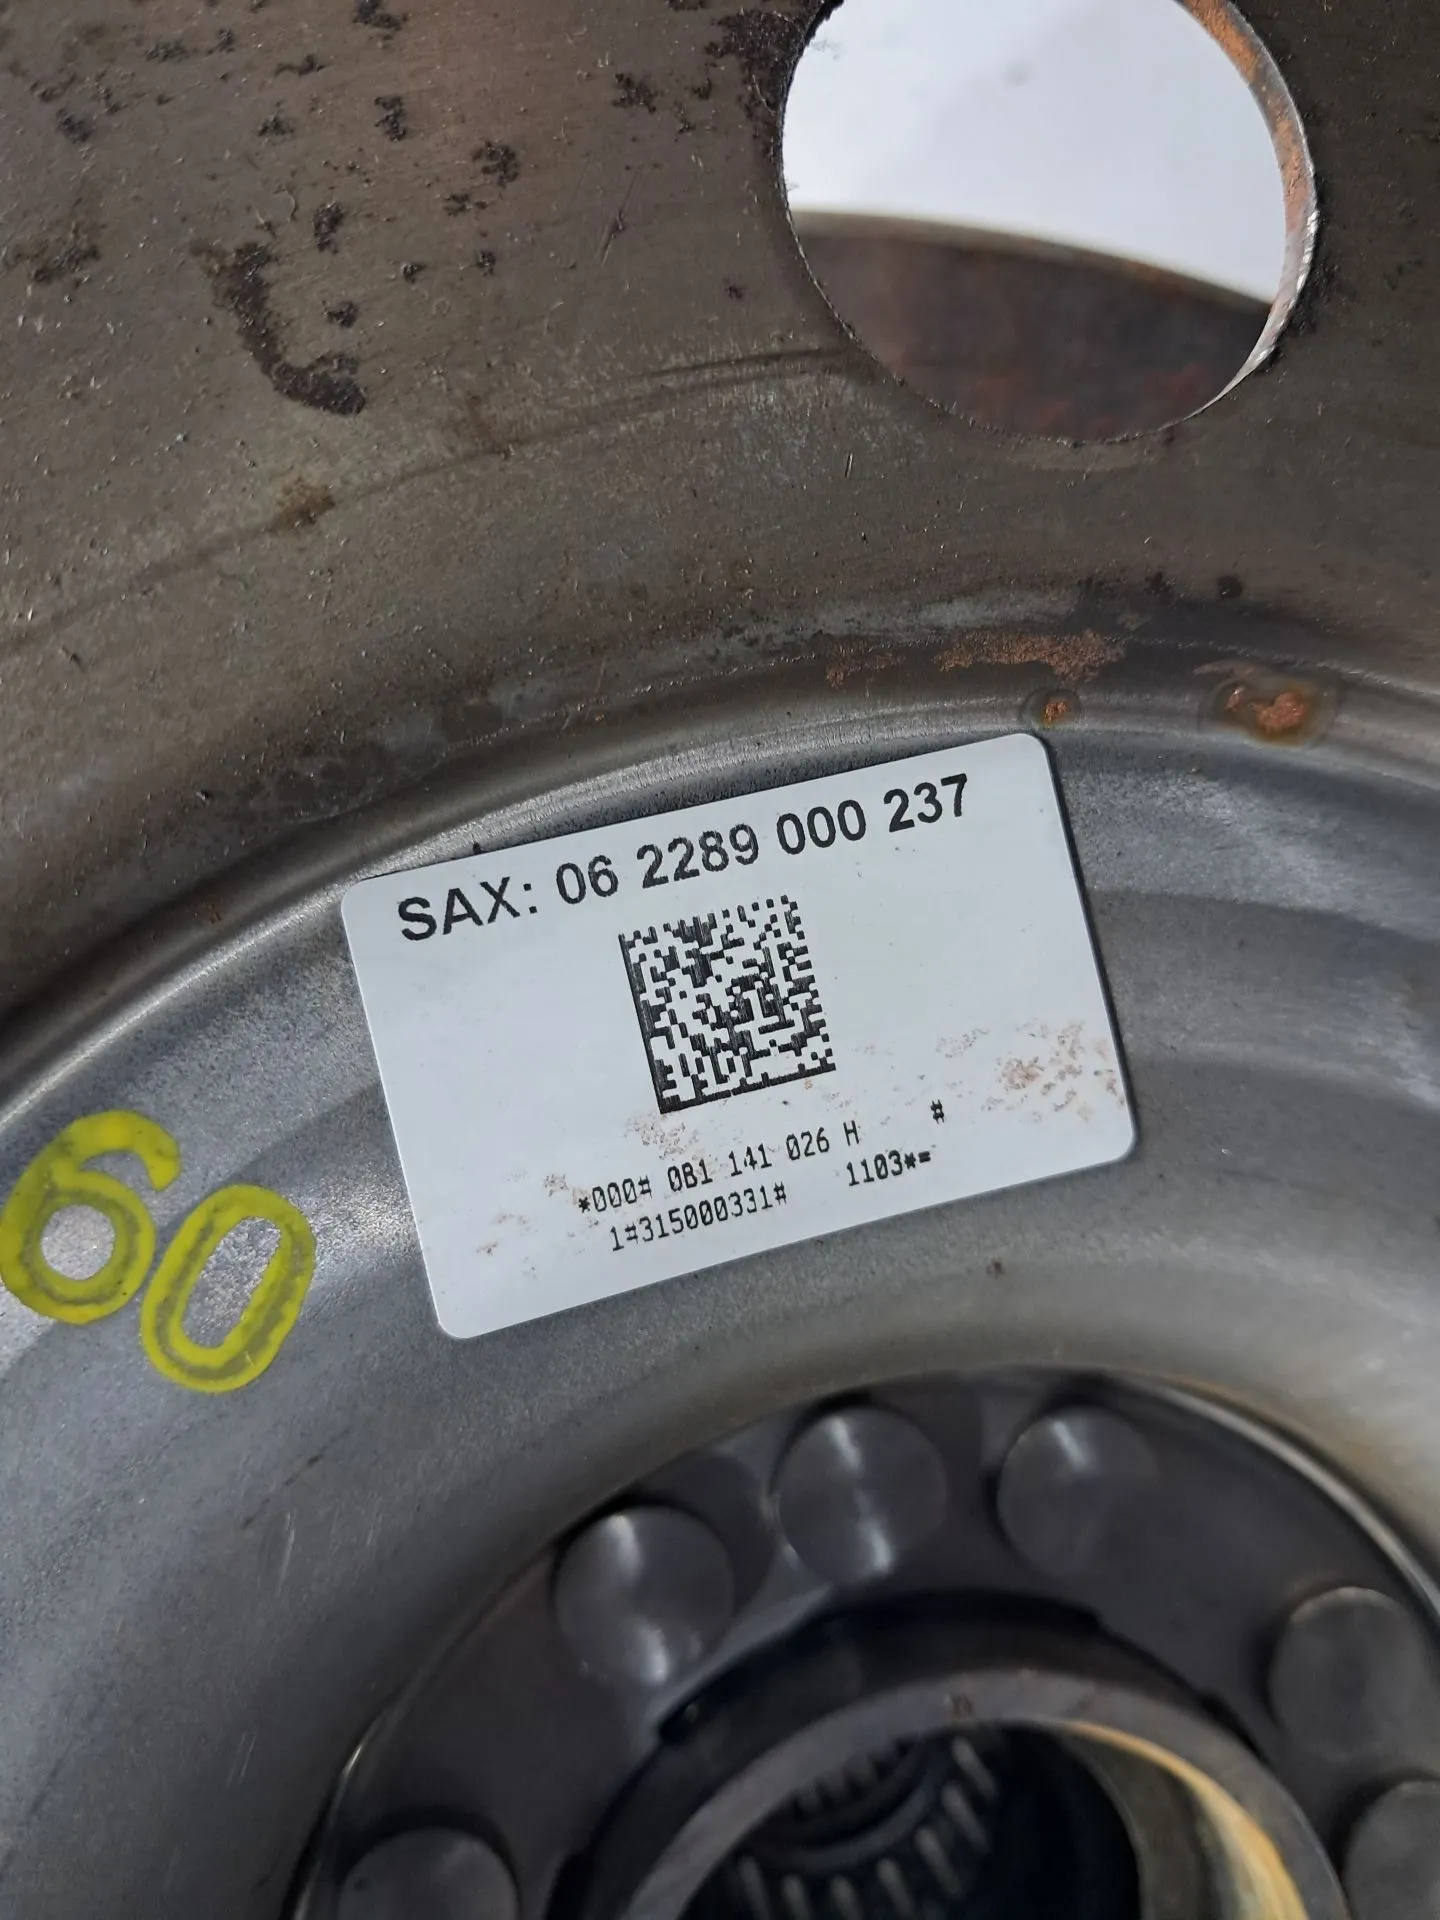 SAX: 06 2289 000 237
*000# 0B1 141 026 H #
1#315000331# 1103*=
60